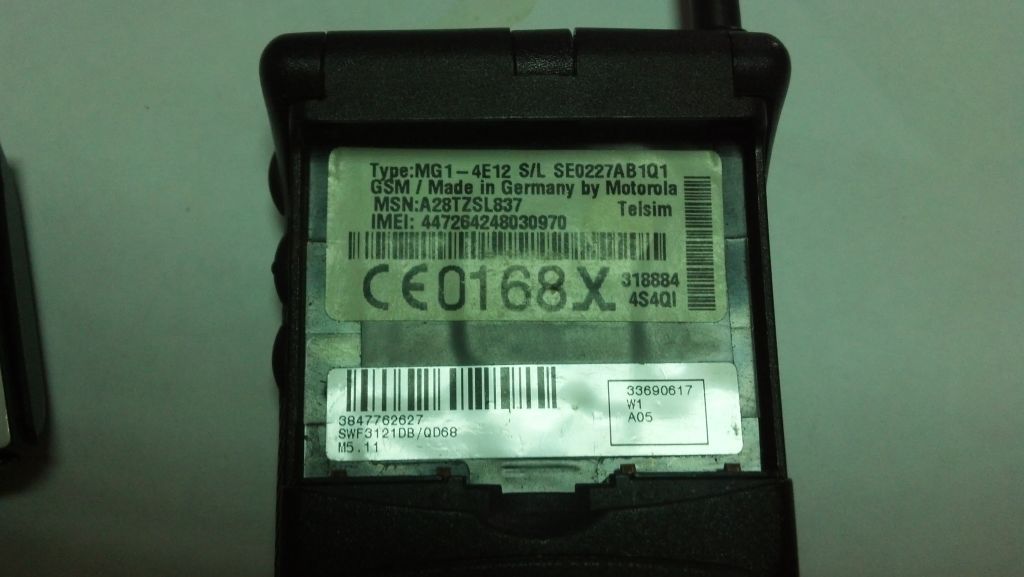 Type:MG1-4E12 S/L SE0227AB1Q1
GSM / Made in Germany by Motorola
MSN:A28TZSL837 Telsim
IMEI: 447264248030970
CE0168X 318884
4S4QI
3847762627
SWF3121DB/QD68
M5.11
33690617
W1
A05